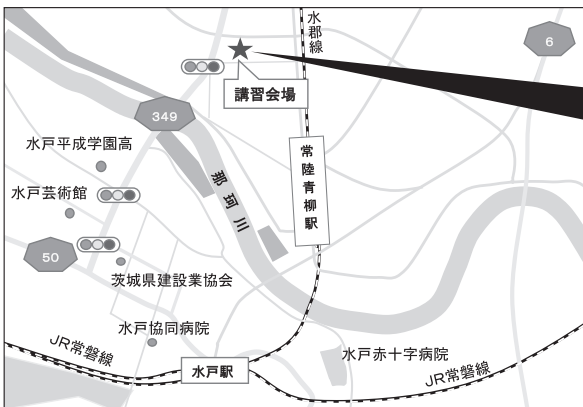 水郡線
6
講習会場
349
水戸平成学園高
常陸青柳駅
那珂川
水戸芸術館
50
茨城県建設業協会
水戸協同病院
JR常磐線
水戸駅
水戸赤十字病院
JR常磐線